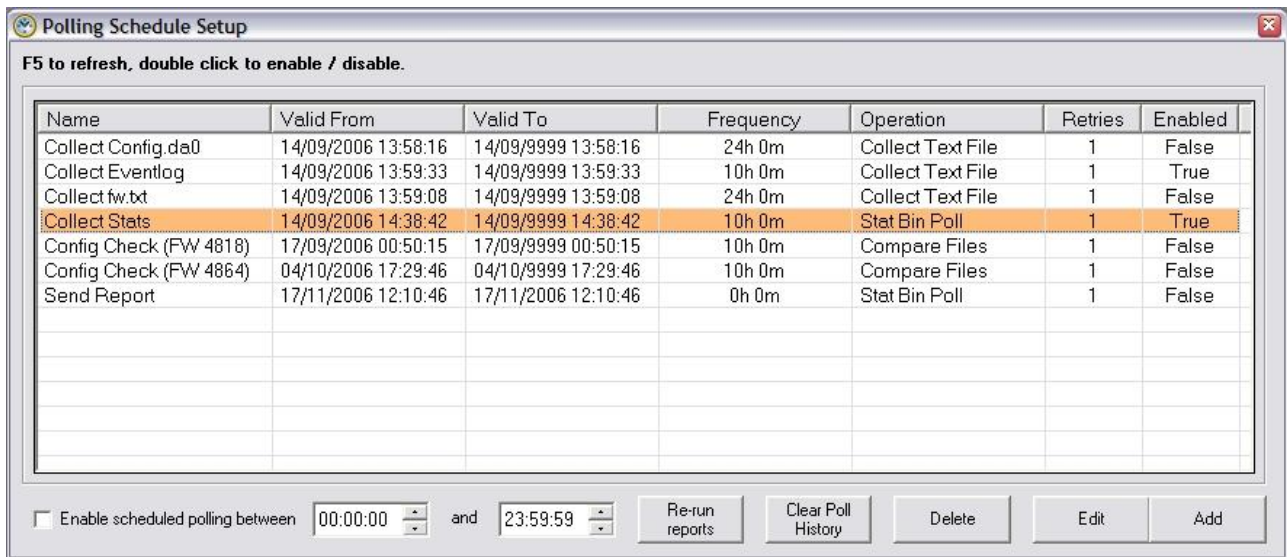 Polling Schedule Setup
F5 to refresh, double click to enable / disable.
Name Valid From Valid To Frequency Operation Retries Enabled
Collect Config.da0 14/09/2006 13:58:16 14/09/9999 13:58:16 24h 0m Collect Text File 1 False
Collect Eventlog 14/09/2006 13:59:33 14/09/9999 13:59:33 10h 0m Collect Text File 1 True
Collect fw.txt 14/09/2006 13:59:08 14/09/9999 13:59:08 24h 0m Collect Text File 1 False
Collect Stats 14/09/2006 14:38:42 14/09/9999 14:38:42 10h 0m Stat Bin Poll 1 True
Config Check (FW 4818) 17/09/2006 00:50:15 17/09/9999 00:50:15 10h 0m Compare Files 1 False
Config Check (FW 4864) 04/10/2006 17:29:46 04/10/9999 17:29:46 10h 0m Compare Files 1 False
Send Report 17/11/2006 12:10:46 17/11/2006 12:10:46 0h 0m Stat Bin Poll 1 False
Enable scheduled polling between 00:00:00 and 23:59:59 Re-run reports Clear Poll History Delete Edit Add